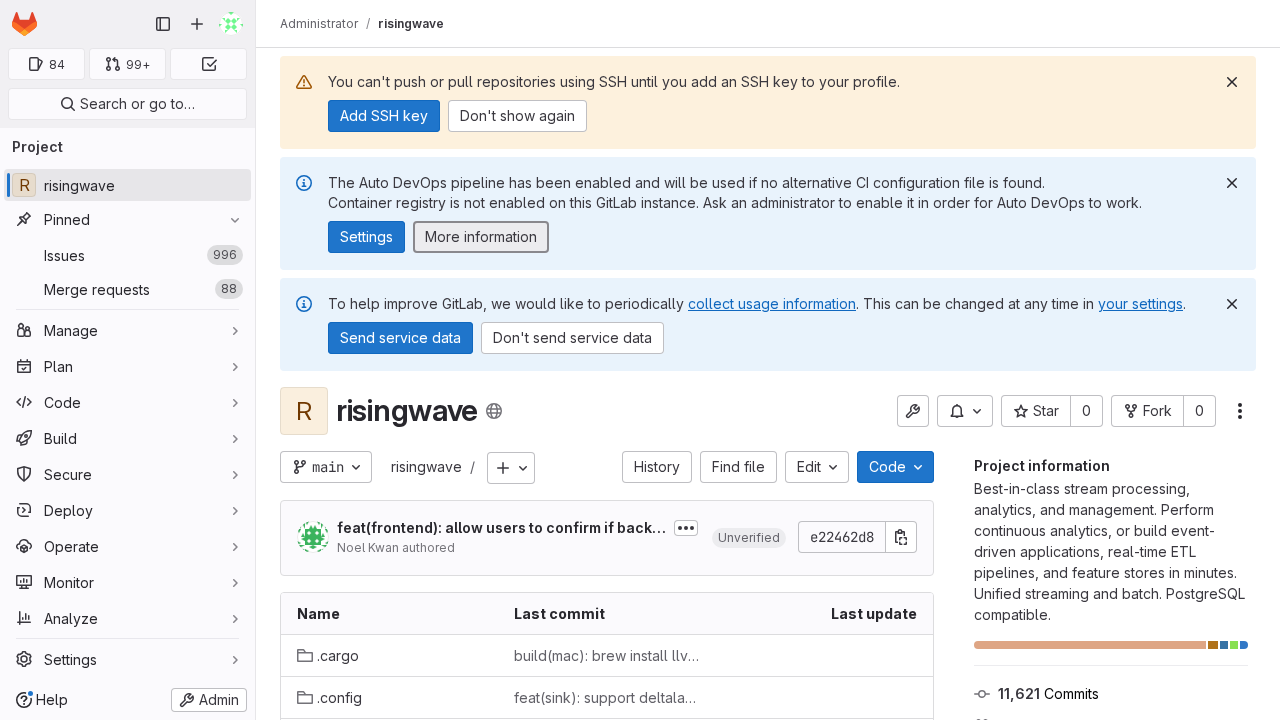 Administrator / risingwave
84
99+
Search or go to…
Project
R risingwave
Pinned
Issues 996
Merge requests 88
Manage
Plan
Code
Build
Secure
Deploy
Operate
Monitor
Analyze
Settings
Help
Admin
You can't push or pull repositories using SSH until you add an SSH key to your profile.
Add SSH key Don't show again
The Auto DevOps pipeline has been enabled and will be used if no alternative CI configuration file is found.
Container registry is not enabled on this GitLab instance. Ask an administrator to enable it in order for Auto DevOps to work.
Settings More information
To help improve GitLab, we would like to periodically collect usage information. This can be changed at any time in your settings.
Send service data Don't send service data
R risingwave
Star 0 Fork 0
main risingwave / History Find file Edit Code
feat(frontend): allow users to confirm if back…
Noel Kwan authored
Unverified e22462d8
Name Last commit Last update
.cargo build(mac): brew install llv…
.config feat(sink): support deltala…
Project information
Best-in-class stream processing,
analytics, and management. Perform
continuous analytics, or build event-
driven applications, real-time ETL
pipelines, and feature stores in minutes.
Unified streaming and batch. PostgreSQL
compatible.
11,621 Commits